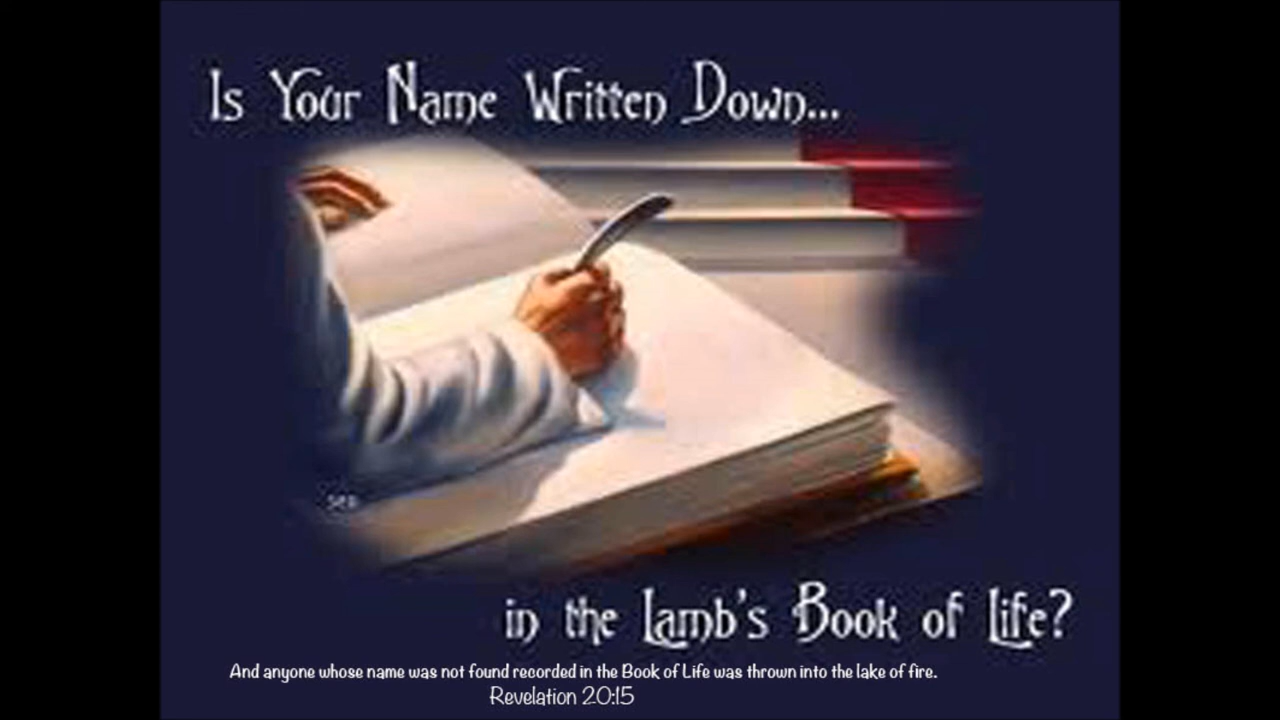 Is Your Name Written Down...
sea
in the Lamb's Book of Life?
And anyone whose name was not found recorded in the Book of Life was thrown into the lake of fire.
Revelation 20:15